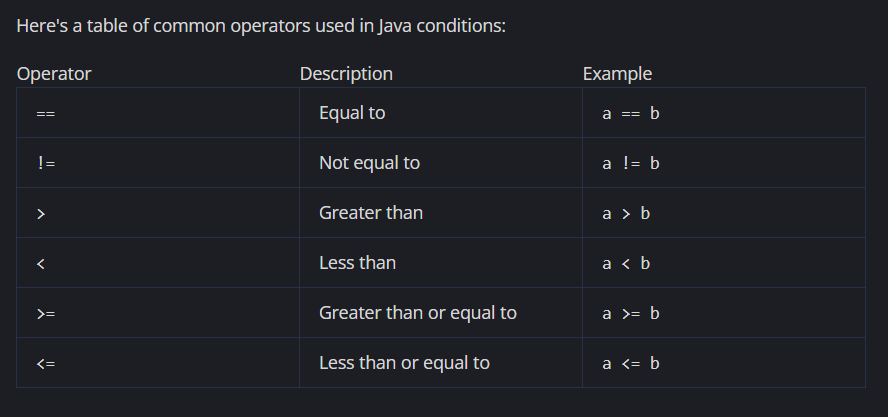 Here's a table of common operators used in Java conditions:
Operator Description Example
== Equal to a == b
!= Not equal to a != b
> Greater than a > b
< Less than a < b
>= Greater than or equal to a >= b
<= Less than or equal to a <= b